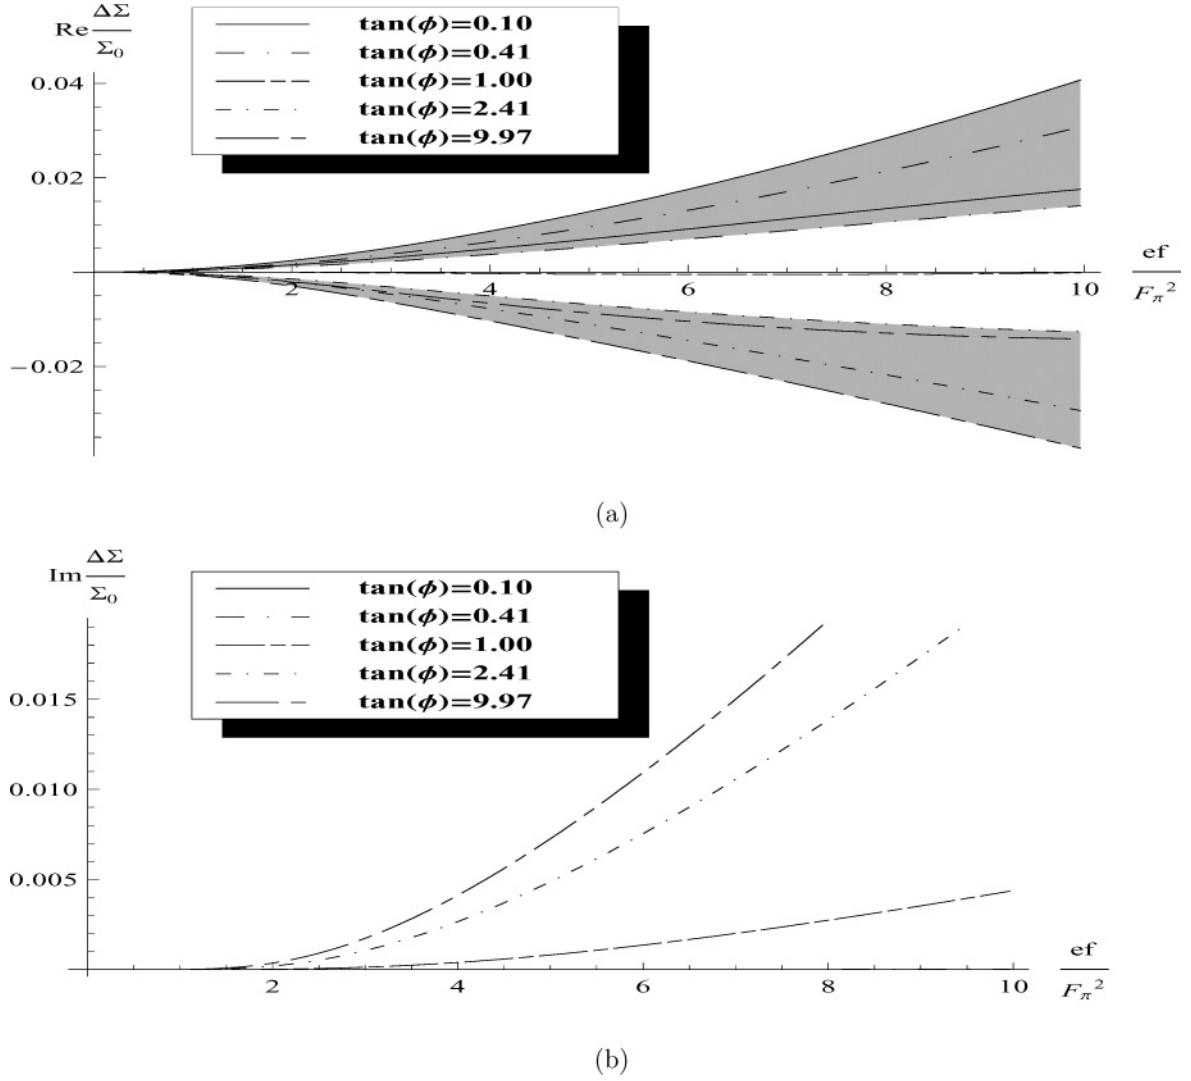 Re ΔΣ/Σ₀
tan(ϕ)=0.10
tan(ϕ)=0.41
tan(ϕ)=1.00
tan(ϕ)=2.41
tan(ϕ)=9.97
0.04
0.02
−0.02
2 4 6 8 10
ef/Fπ²
(a)
Im ΔΣ/Σ₀
tan(ϕ)=0.10
tan(ϕ)=0.41
tan(ϕ)=1.00
tan(ϕ)=2.41
tan(ϕ)=9.97
0.015
0.010
0.005
2 4 6 8 10
ef/Fπ²
(b)